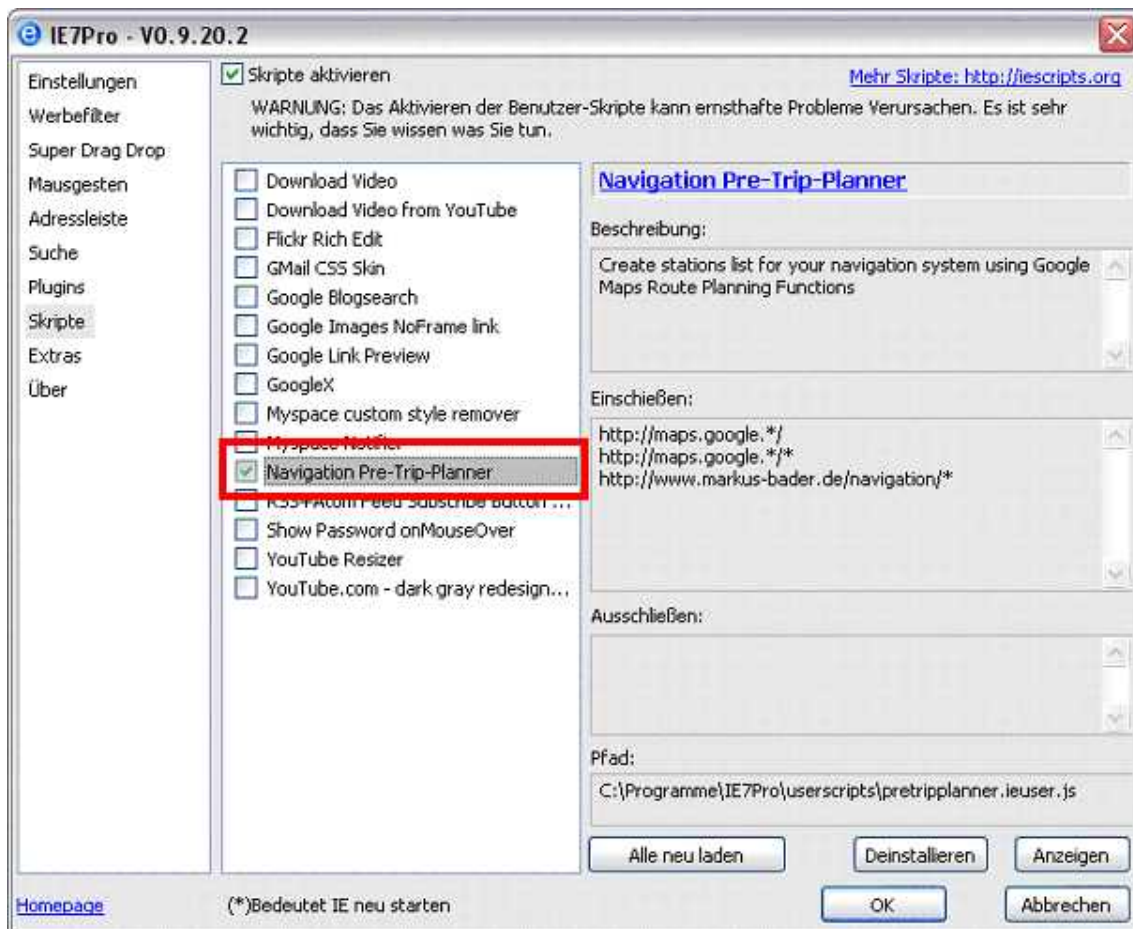 IE7Pro - V0.9.20.2
Einstellungen
Werbefilter
Super Drag Drop
Mausgesten
Adressleiste
Suche
Plugins
Skripte
Extras
Über
Skripte aktivieren
Mehr Skripte: http://iescripts.org
WARNUNG: Das Aktivieren der Benutzer-Skripte kann ernsthafte Probleme Verursachen. Es ist sehr
wichtig, dass Sie wissen was Sie tun.
Download Video
Download Video from YouTube
Flickr Rich Edit
GMail CSS Skin
Google Blogsearch
Google Images NoFrame link
Google Link Preview
GoogleX
Myspace custom style remover
Myspace Notifier
Navigation Pre-Trip-Planner
Feed Subscribe Button ...
Show Password onMouseOver
YouTube Resizer
YouTube.com - dark gray redesign...
Navigation Pre-Trip-Planner
Beschreibung:
Create stations list for your navigation system using Google
Maps Route Planning Functions
Einschießen:
http://maps.google.*/
http://maps.google.*/*
http://www.markus-bader.de/navigation/*
Ausschließen:
Pfad:
C:\Programme\IE7Pro\userscripts\pretripplanner.ieuser.js
Alle neu laden
Deinstallieren
Anzeigen
Homepage
(*)Bedeutet IE neu starten
OK
Abbrechen